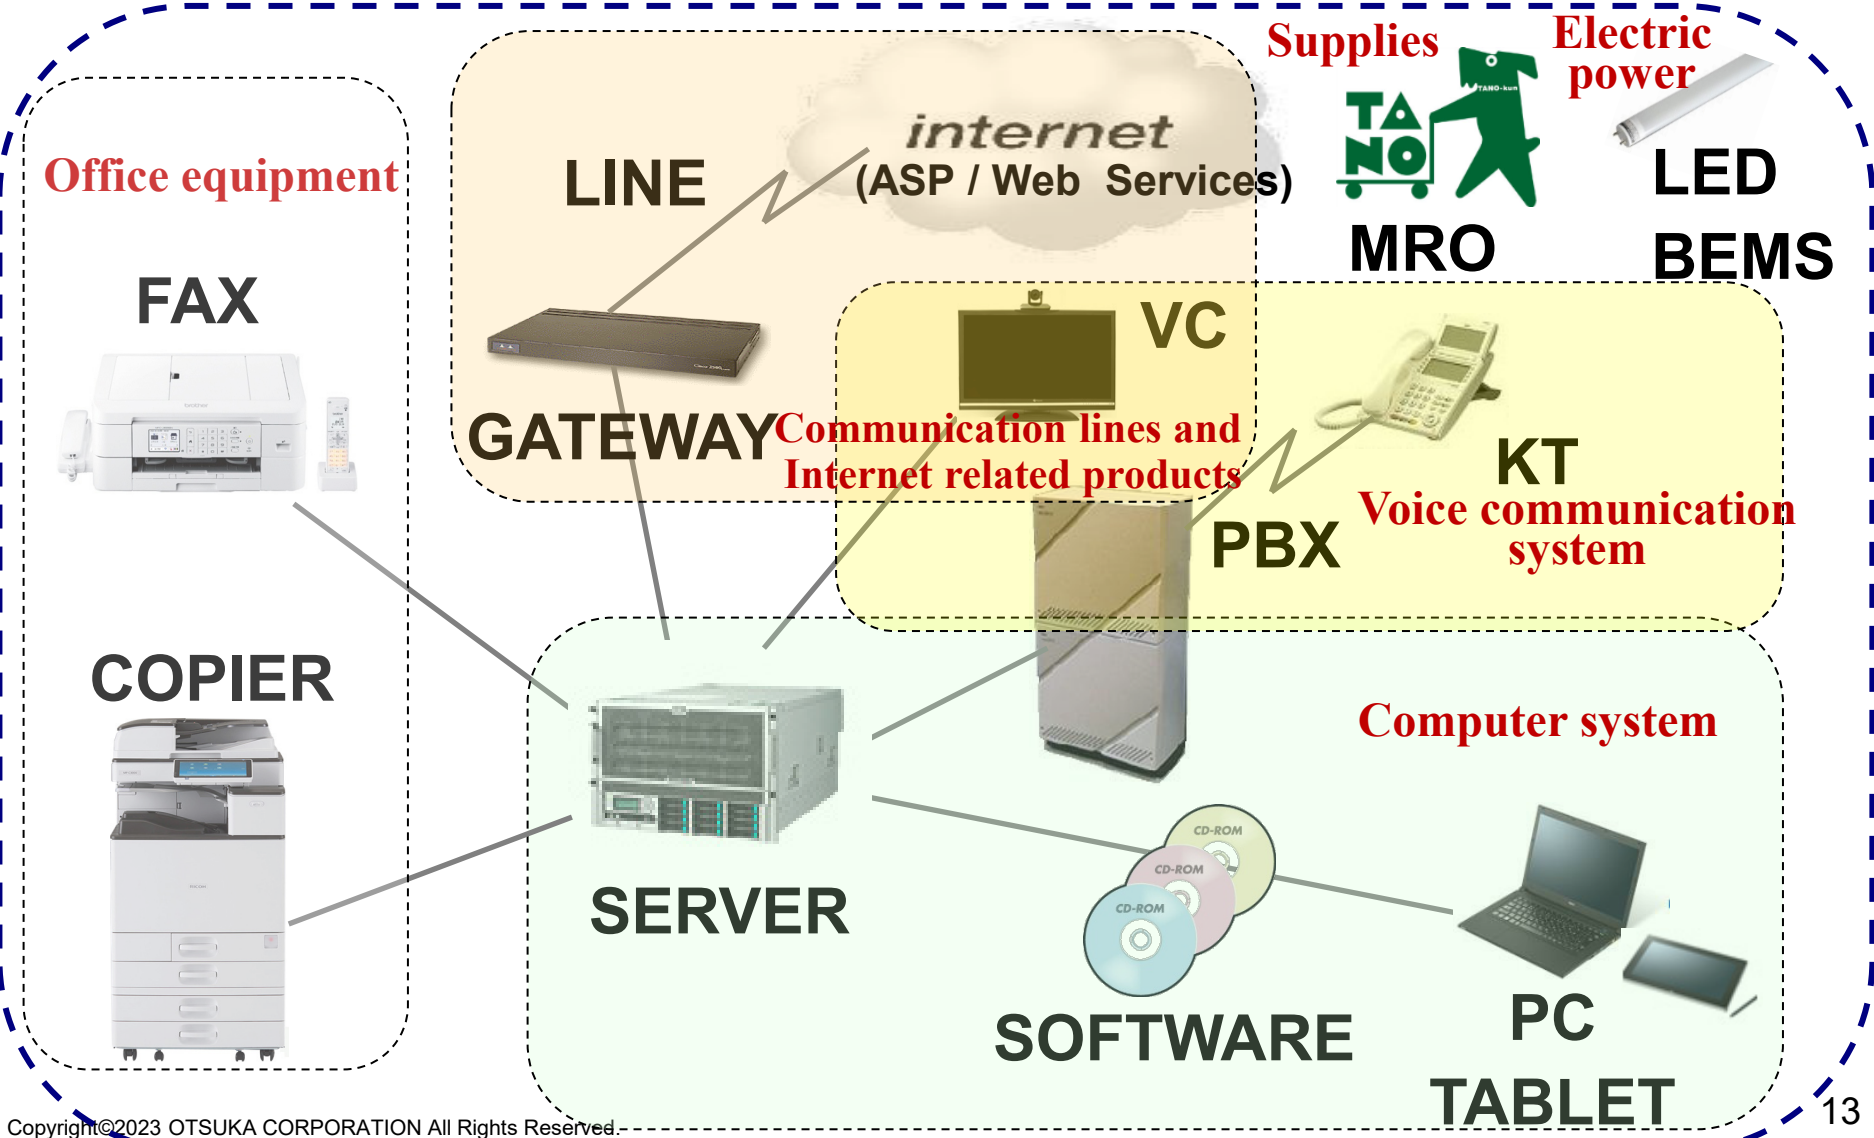 Supplies
Electric
power
TANO-kun
TA
NO
internet
(ASP / Web Services)
LINE
Office equipment
LED
BEMS
MRO
FAX
VC
GATEWAY
Communication lines and
Internet related products
KT
Voice communication
system
PBX
COPIER
Computer system
CD-ROM
CD-ROM
CD-ROM
SERVER
SOFTWARE
PC
TABLET
13
Copyright©2023 OTSUKA CORPORATION All Rights Reserved.